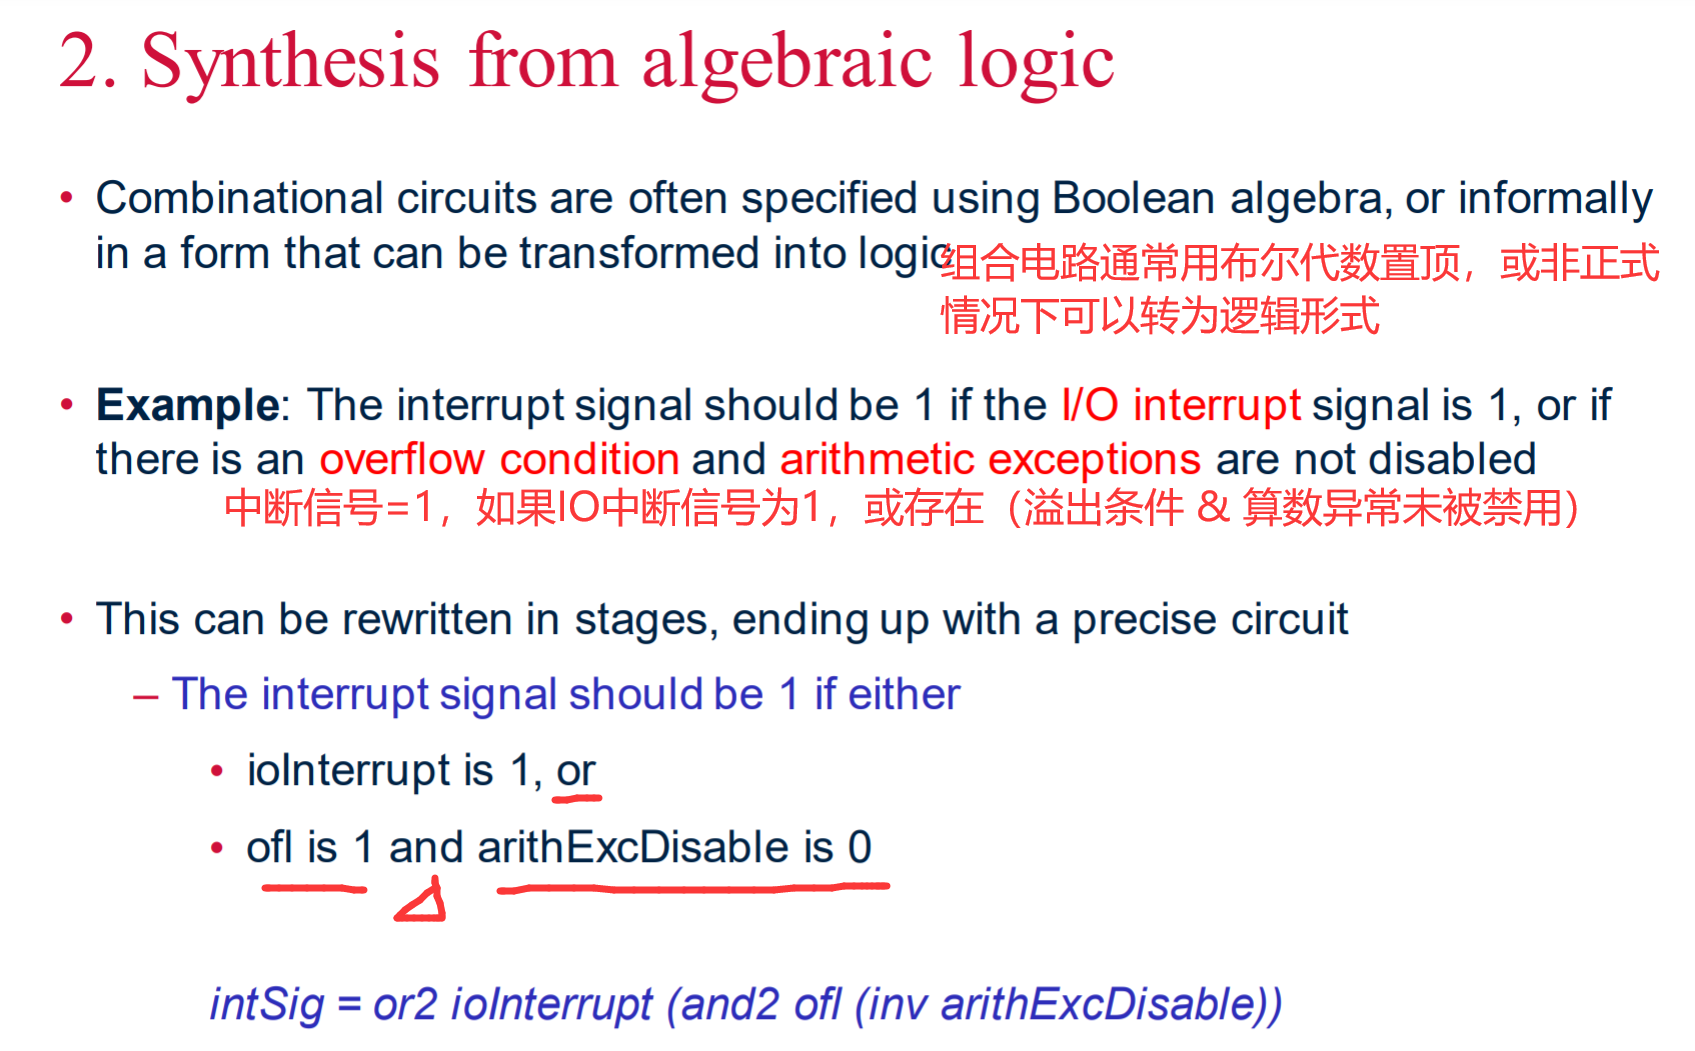 2. Synthesis from algebraic logic
• Combinational circuits are often specified using Boolean algebra, or informally
in a form that can be transformed into logic
组合电路通常用布尔代数置顶，或非正式
情况下可以转为逻辑形式
• Example: The interrupt signal should be 1 if the I/O interrupt signal is 1, or if
there is an overflow condition and arithmetic exceptions are not disabled
中断信号=1，如果IO中断信号为1，或存在（溢出条件 & 算数异常未被禁用）
• This can be rewritten in stages, ending up with a precise circuit
– The interrupt signal should be 1 if either
• ioInterrupt is 1, or
• ofl is 1 and arithExcDisable is 0
intSig = or2 ioInterrupt (and2 ofl (inv arithExcDisable))